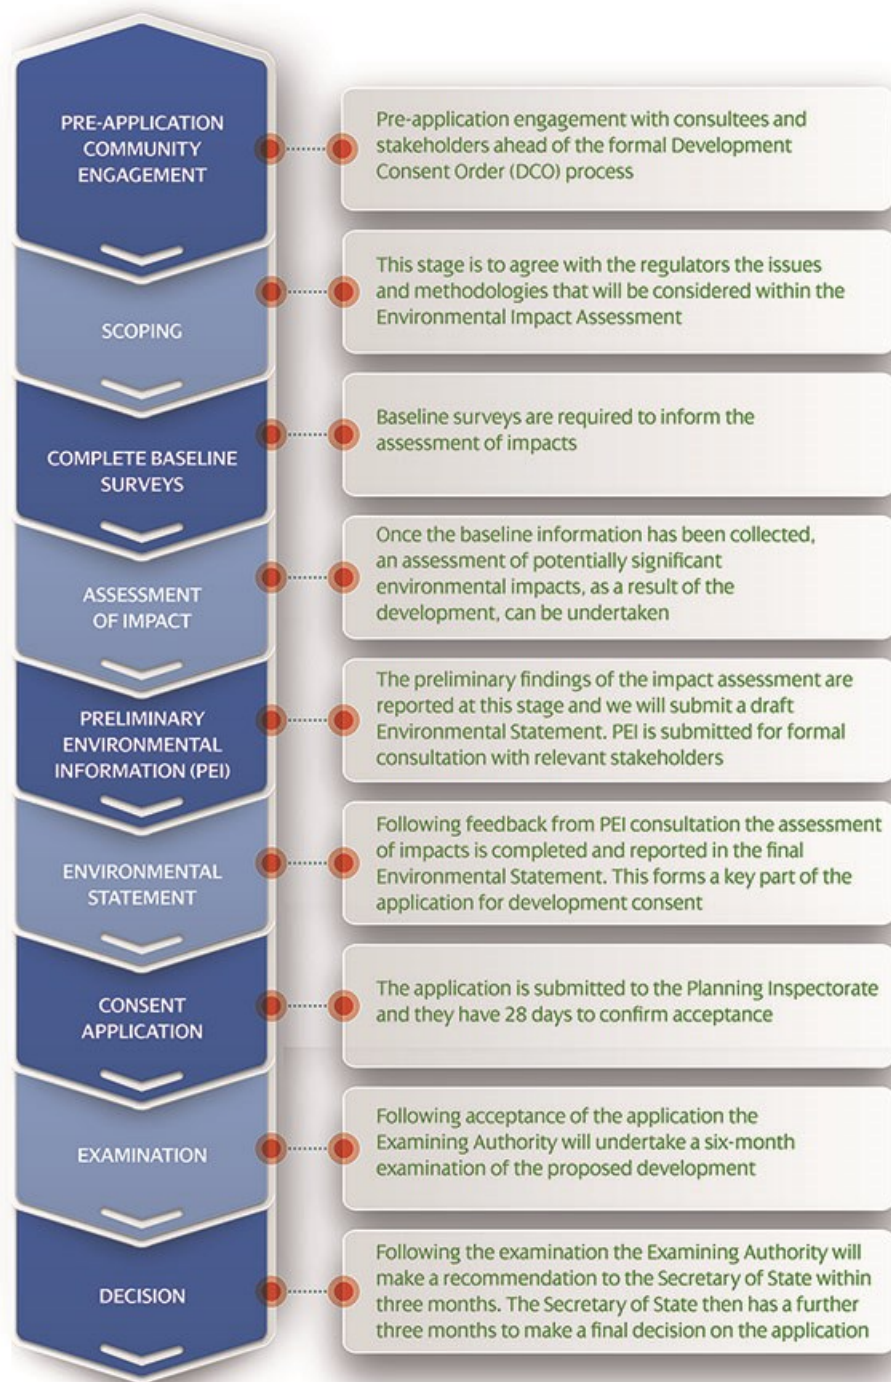 PRE-APPLICATION
COMMUNITY
ENGAGEMENT
Pre-application engagement with consultees and
stakeholders ahead of the formal Development
Consent Order (DCO) process
SCOPING
This stage is to agree with the regulators the issues
and methodologies that will be considered within the
Environmental Impact Assessment
COMPLETE BASELINE
SURVEYS
Baseline surveys are required to inform the
assessment of impacts
ASSESSMENT
OF IMPACT
Once the baseline information has been collected,
an assessment of potentially significant
environmental impacts, as a result of the
development, can be undertaken
PRELIMINARY
ENVIRONMENTAL
INFORMATION (PEI)
The preliminary findings of the impact assessment are
reported at this stage and we will submit a draft
Environmental Statement. PEI is submitted for formal
consultation with relevant stakeholders
ENVIRONMENTAL
STATEMENT
Following feedback from PEI consultation the assessment
of impacts is completed and reported in the final
Environmental Statement. This forms a key part of the
application for development consent
CONSENT
APPLICATION
The application is submitted to the Planning Inspectorate
and they have 28 days to confirm acceptance
EXAMINATION
Following acceptance of the application the
Examining Authority will undertake a six-month
examination of the proposed development
DECISION
Following the examination the Examining Authority will
make a recommendation to the Secretary of State within
three months. The Secretary of State then has a further
three months to make a final decision on the application